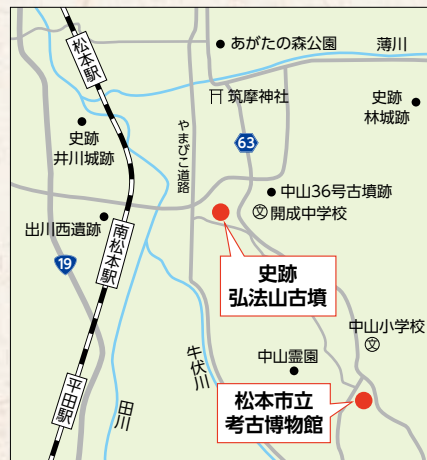 あがたの森公園
薄川
松本駅
筑摩神社
史跡
林城跡
史跡
井川城跡
やまびこ道路
63
中山36号古墳跡
文
開成中学校
出川西遺跡
南松本駅
史跡
弘法山古墳
19
中山小学校
文
牛伏川
中山霊園
平田駅
田川
松本市立
考古博物館